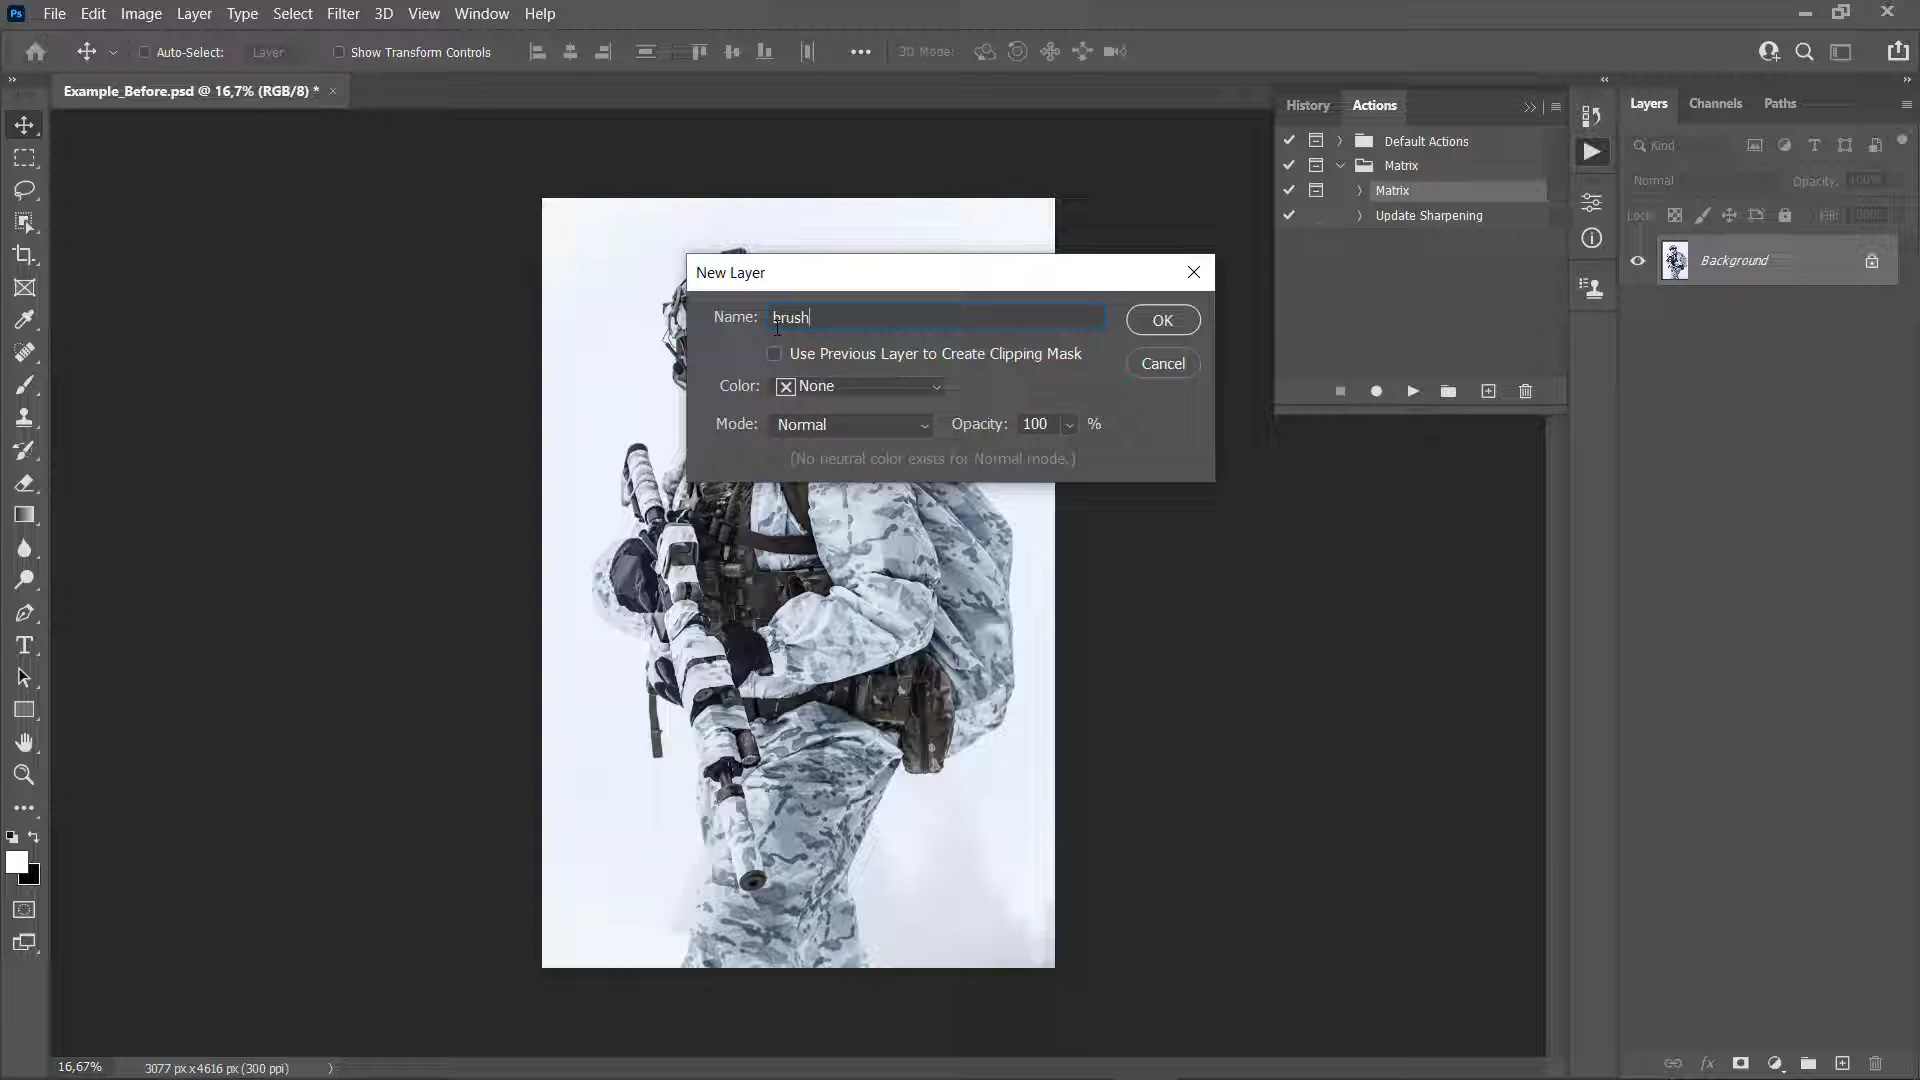 Ps File Edit Image Layer Type Select Filter 3D View Window Help
Auto-Select: Layer Show Transform Controls ••• 3D Mode:
Example_Before.psd @ 16,7% (RGB/8) * ×
History Actions
Default Actions
Matrix
Matrix
Update Sharpening
Layers Channels Paths
Kind
Normal Opacity: 100%
Lock: Fill:
Background
New Layer
Name: brush
OK
Use Previous Layer to Create Clipping Mask
Cancel
Color: None
Mode: Normal Opacity: 100 %
(No neutral color exists for Normal mode.)
16,67% 3077 px x 4616 px (300 ppi)
fx